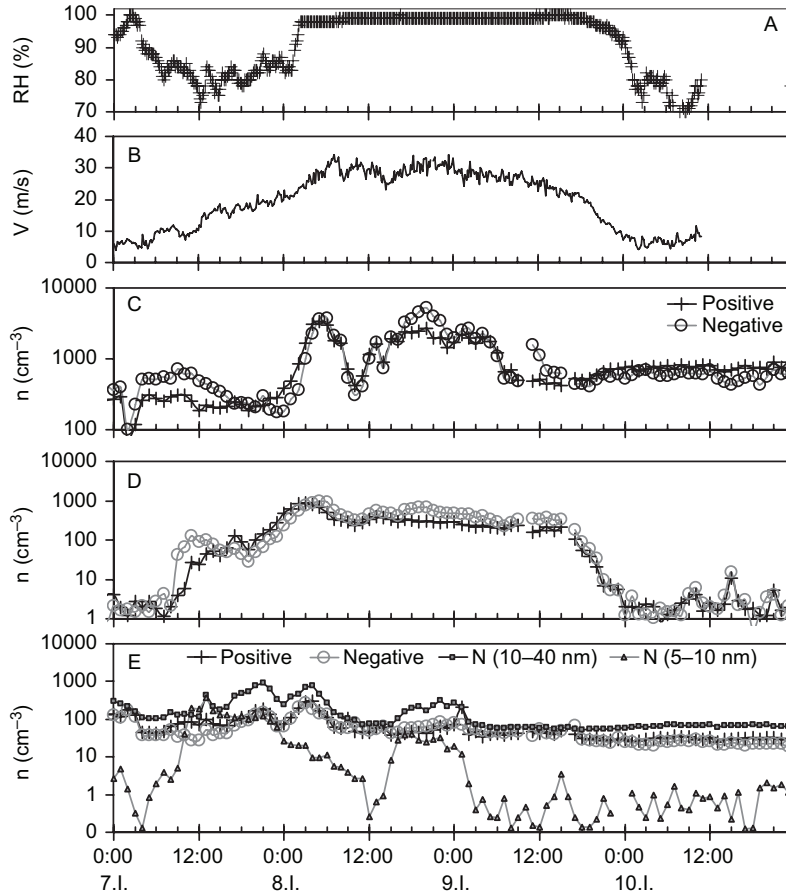 A
RH (%)
100
90
80
70
B
V (m/s)
40
30
20
10
0
C
n (cm⁻³)
10000
1000
100
Positive
Negative
D
n (cm⁻³)
10000
1000
100
10
1
E
n (cm⁻³)
10000
1000
100
10
1
0
Positive Negative N (10–40 nm) N (5–10 nm)
0:00 12:00 0:00 12:00 0:00 12:00 0:00 12:00
7.I. 8.I. 9.I. 10.I.